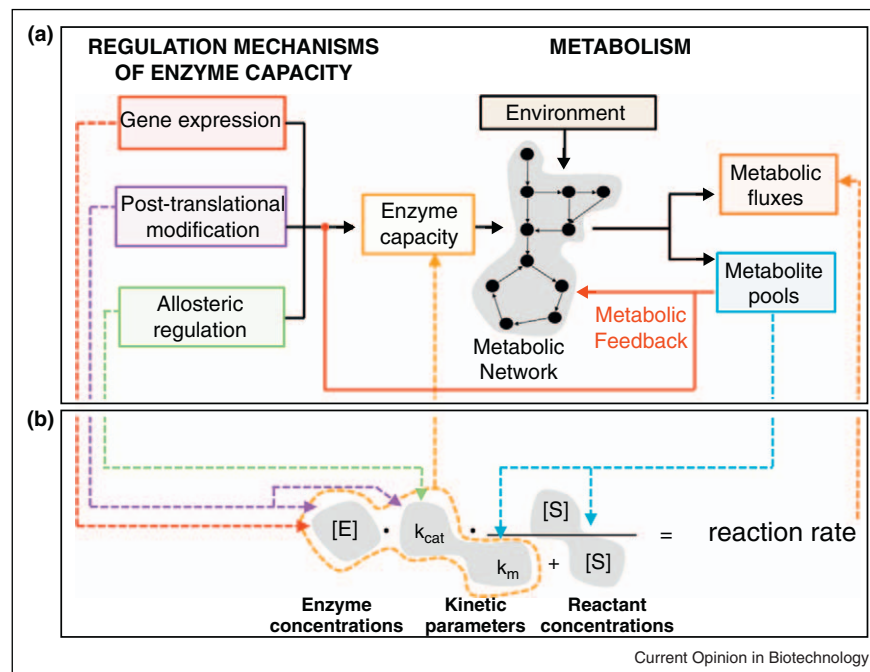 (a)
REGULATION MECHANISMS
OF ENZYME CAPACITY
METABOLISM
Gene expression
Environment
Post-translational
modification
Enzyme
capacity
Metabolic
fluxes
Allosteric
regulation
Metabolite
pools
Metabolic
Feedback
Metabolic
Network
(b)
[E] · kcat · [S]
km + [S]
= reaction rate
Enzyme
concentrations
Kinetic
parameters
Reactant
concentrations
Current Opinion in Biotechnology